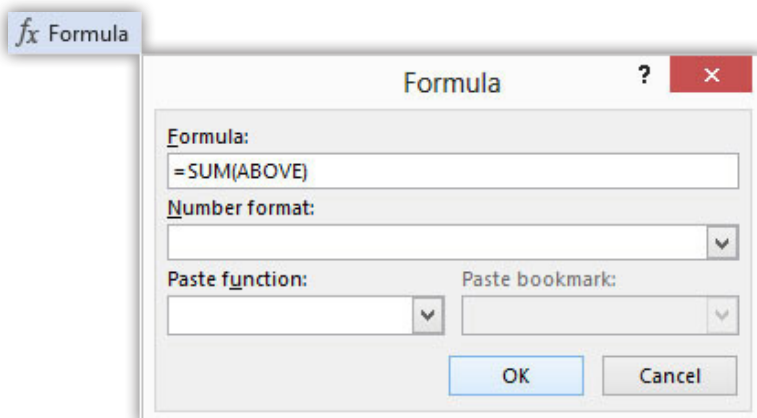 fx Formula
Formula ?
Formula:
=SUM(ABOVE)
Number format:
Paste function: Paste bookmark:
OK Cancel